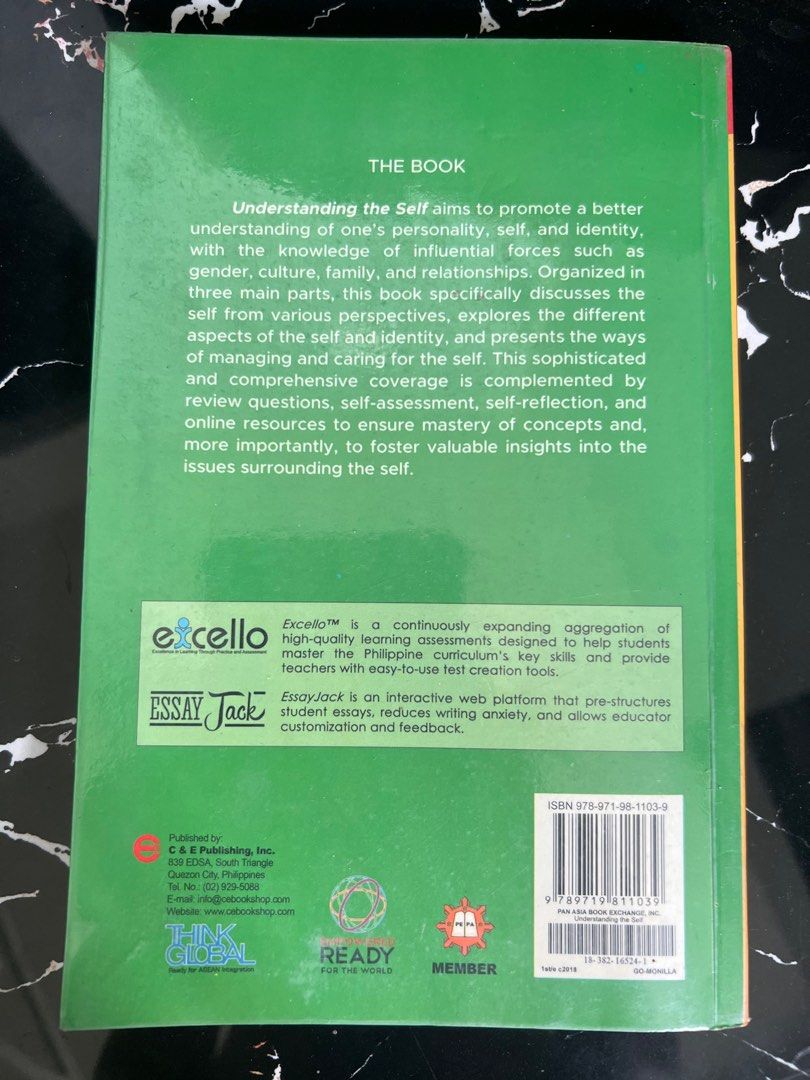 THE BOOK
Understanding the Self aims to promote a better
understanding of one's personality, self, and identity,
with the knowledge of influential forces such as
gender, culture, family, and relationships. Organized in
three main parts, this book specifically discusses the
self from various perspectives, explores the different
aspects of the self and identity, and presents the ways
of managing and caring for the self. This sophisticated
and comprehensive coverage is complemented by
review questions, self-assessment, self-reflection, and
online resources to ensure mastery of concepts and,
more importantly, to foster valuable insights into the
issues surrounding the self.
excello
Excellence in Learning Through Practice and Assessment
Excello™ is a continuously expanding aggregation of
high-quality learning assessments designed to help students
master the Philippine curriculum's key skills and provide
teachers with easy-to-use test creation tools.
ESSAY Jack
EssayJack is an interactive web platform that pre-structures
student essays, reduces writing anxiety, and allows educator
customization and feedback.
e
Published by:
C & E Publishing, Inc.
839 EDSA, South Triangle
Quezon City, Philippines
Tel. No.: (02) 929-5088
E-mail: info@cebookshop.com
Website: www.cebookshop.com
THINK
GLOBAL
Ready for ASEAN Integration
EMPOWERED
READY
FOR THE WORLD
PEPA
MEMBER
ISBN 978-971-98-1103-9
9 789719 811039
PAN ASIA BOOK EXCHANGE, INC.
Understanding the Self
18-382-16524-1
1st/e c2018
GO-MONILLA